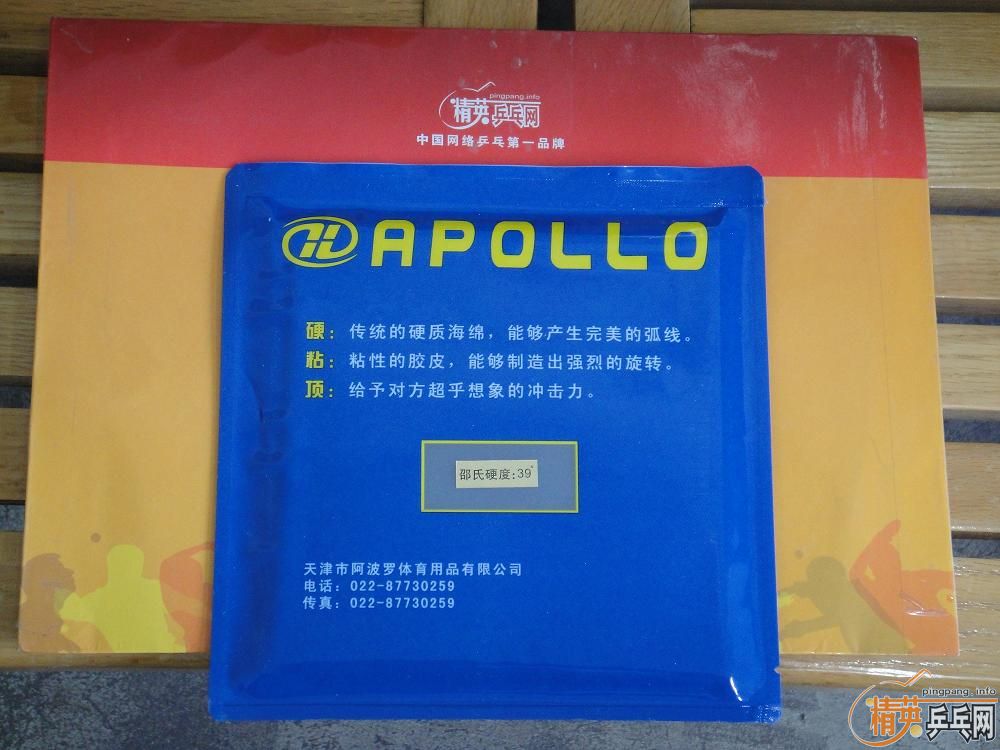 pingpang.info
精英乒乓网
中国网络乒乓第一品牌
APOLLO
硬：传统的硬质海绵，能够产生完美的弧线。
粘：粘性的胶皮，能够制造出强烈的旋转。
顶：给予对方超乎想象的冲击力。
邵氏硬度:39°
天津市阿波罗体育用品有限公司
电话：022-87730259
传真：022-87730259
pingpang.info
精英乒乓网